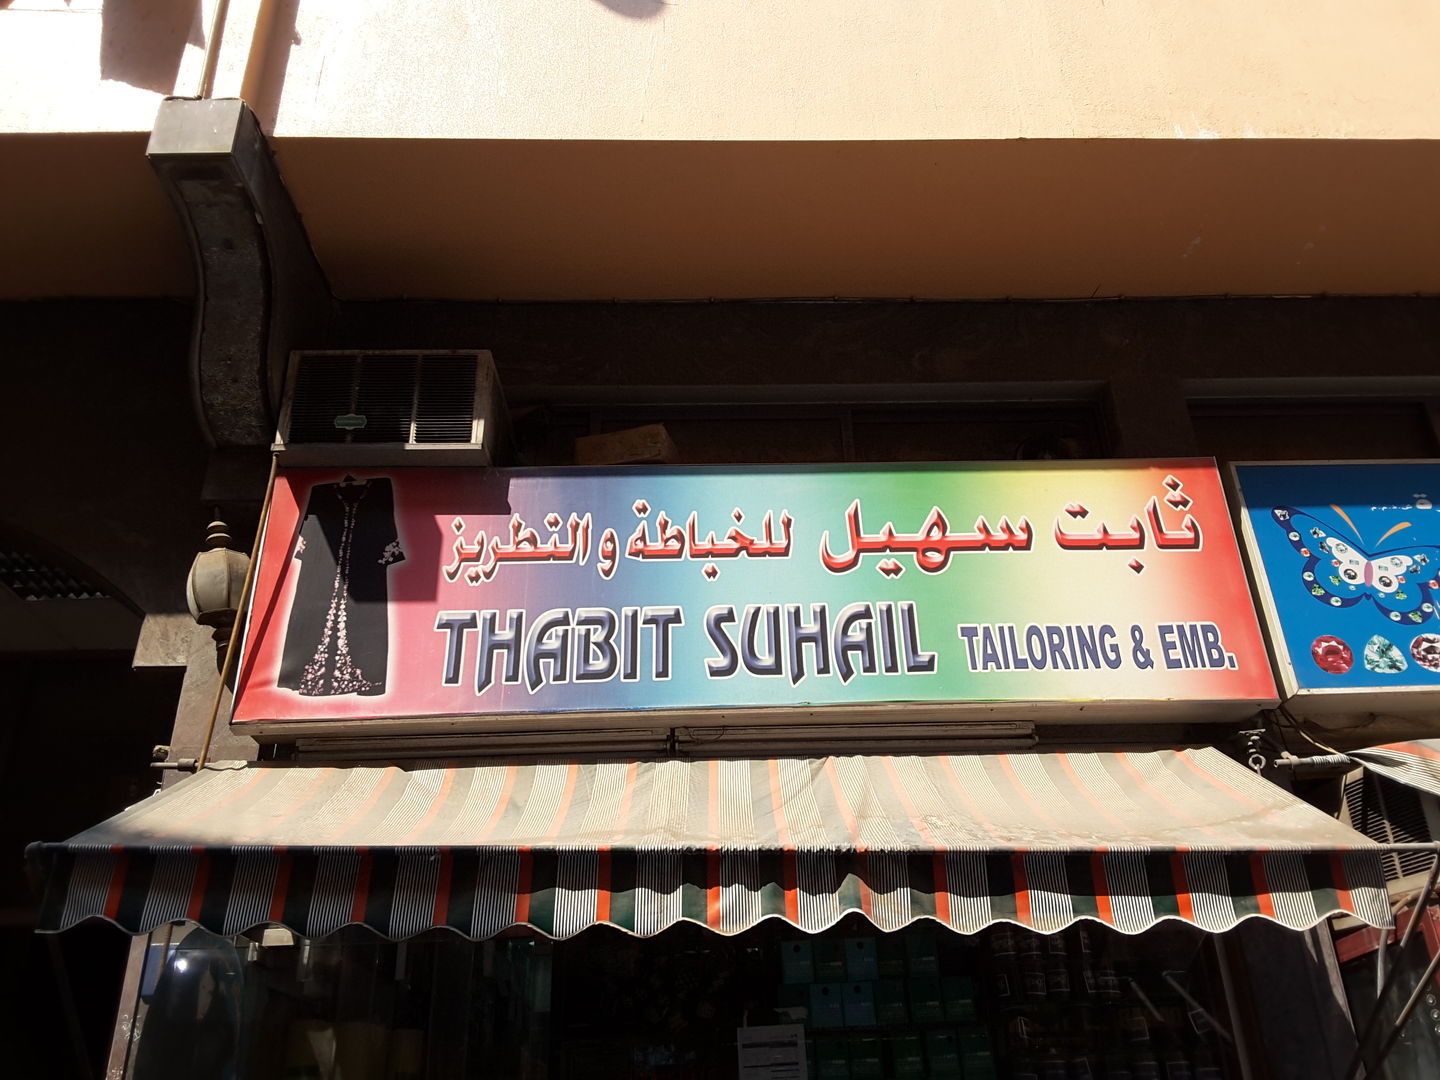 ثابت سهيل للخياطة والتطريز
THABIT SUHAIL TAILORING & EMB.